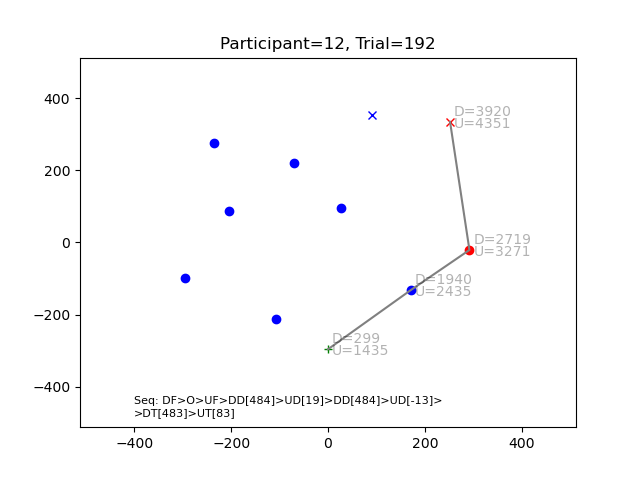 Participant=12, Trial=192
400
200
0
−200
−400
D=3920
U=4351
D=2719
U=3271
D=1940
U=2435
D=299
U=1435
Seq: DF>O>UF>DD[484]>UD[19]>DD[484]>UD[-13]>
>DT[483]>UT[83]
−400 −200 0 200 400